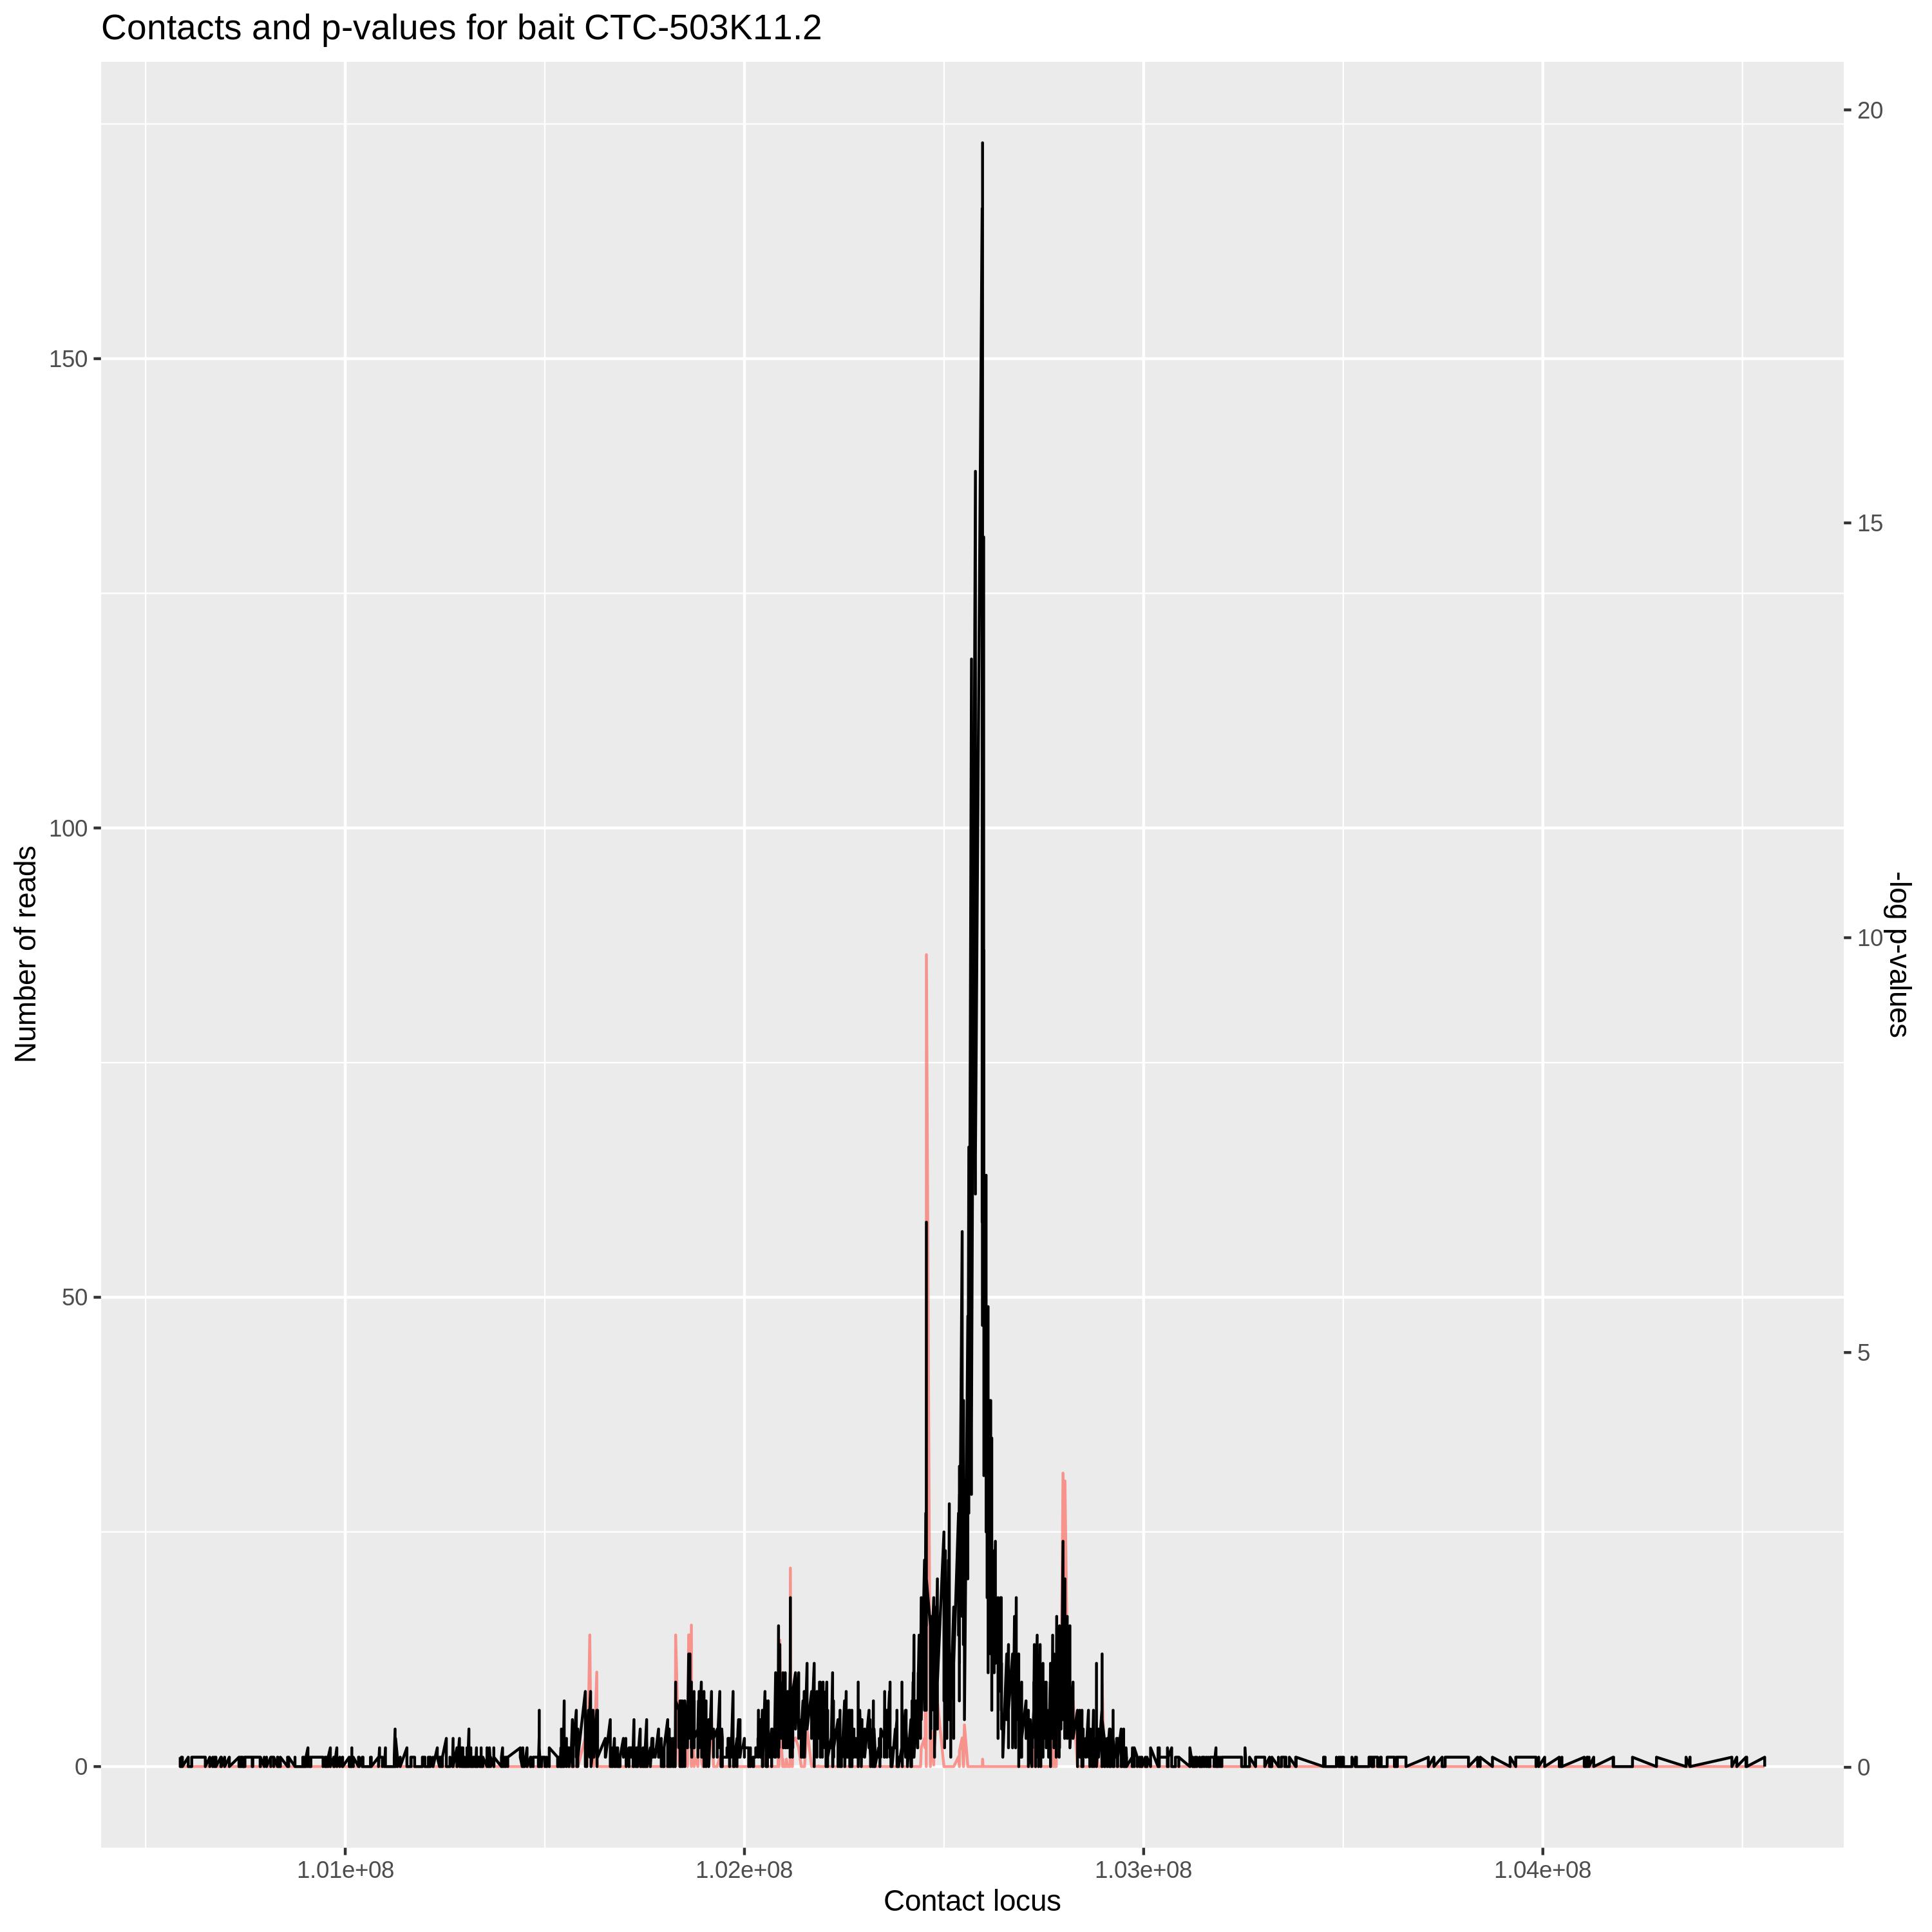 Contacts and p-values for bait CTC-503K11.2
20
150
15
100
10
Number of reads
-log p-values
50
5
0
0
1.01e+08
1.02e+08
1.03e+08
1.04e+08
Contact locus